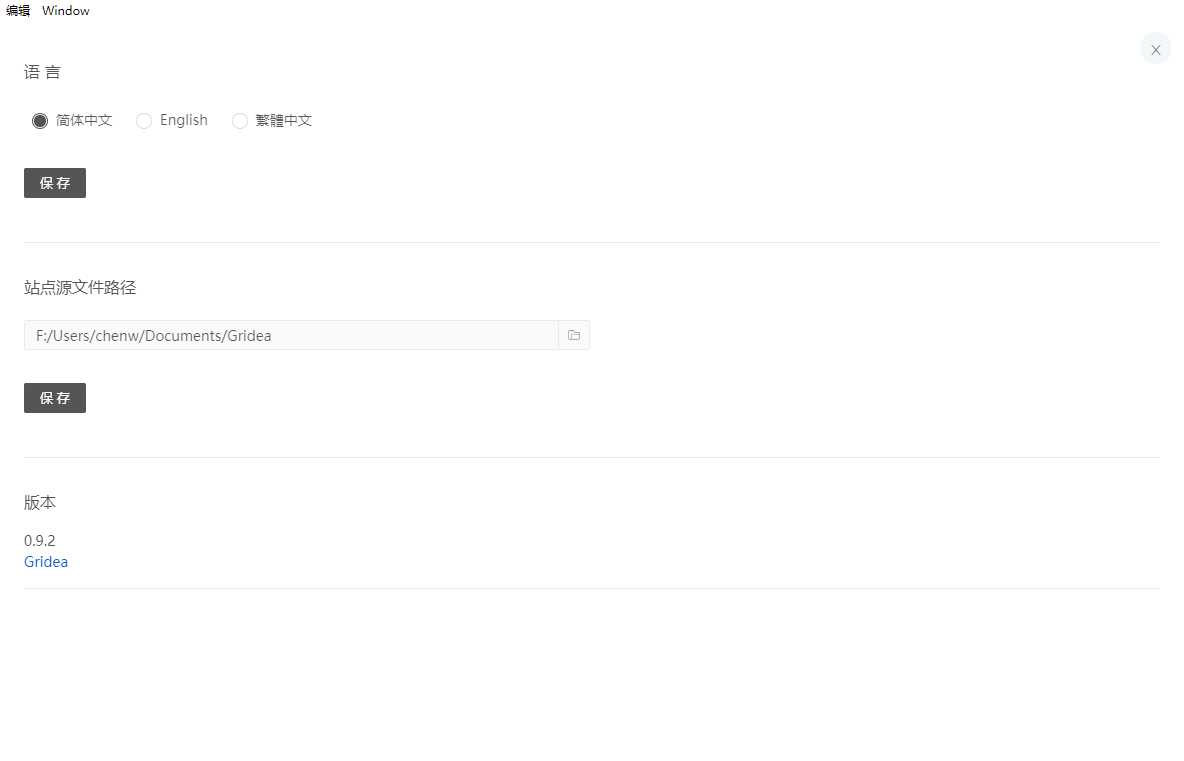 编辑 Window
X
语 言
简体中文 English 繁體中文
保 存
站点源文件路径
F:/Users/chenw/Documents/Gridea
保 存
版本
0.9.2
Gridea